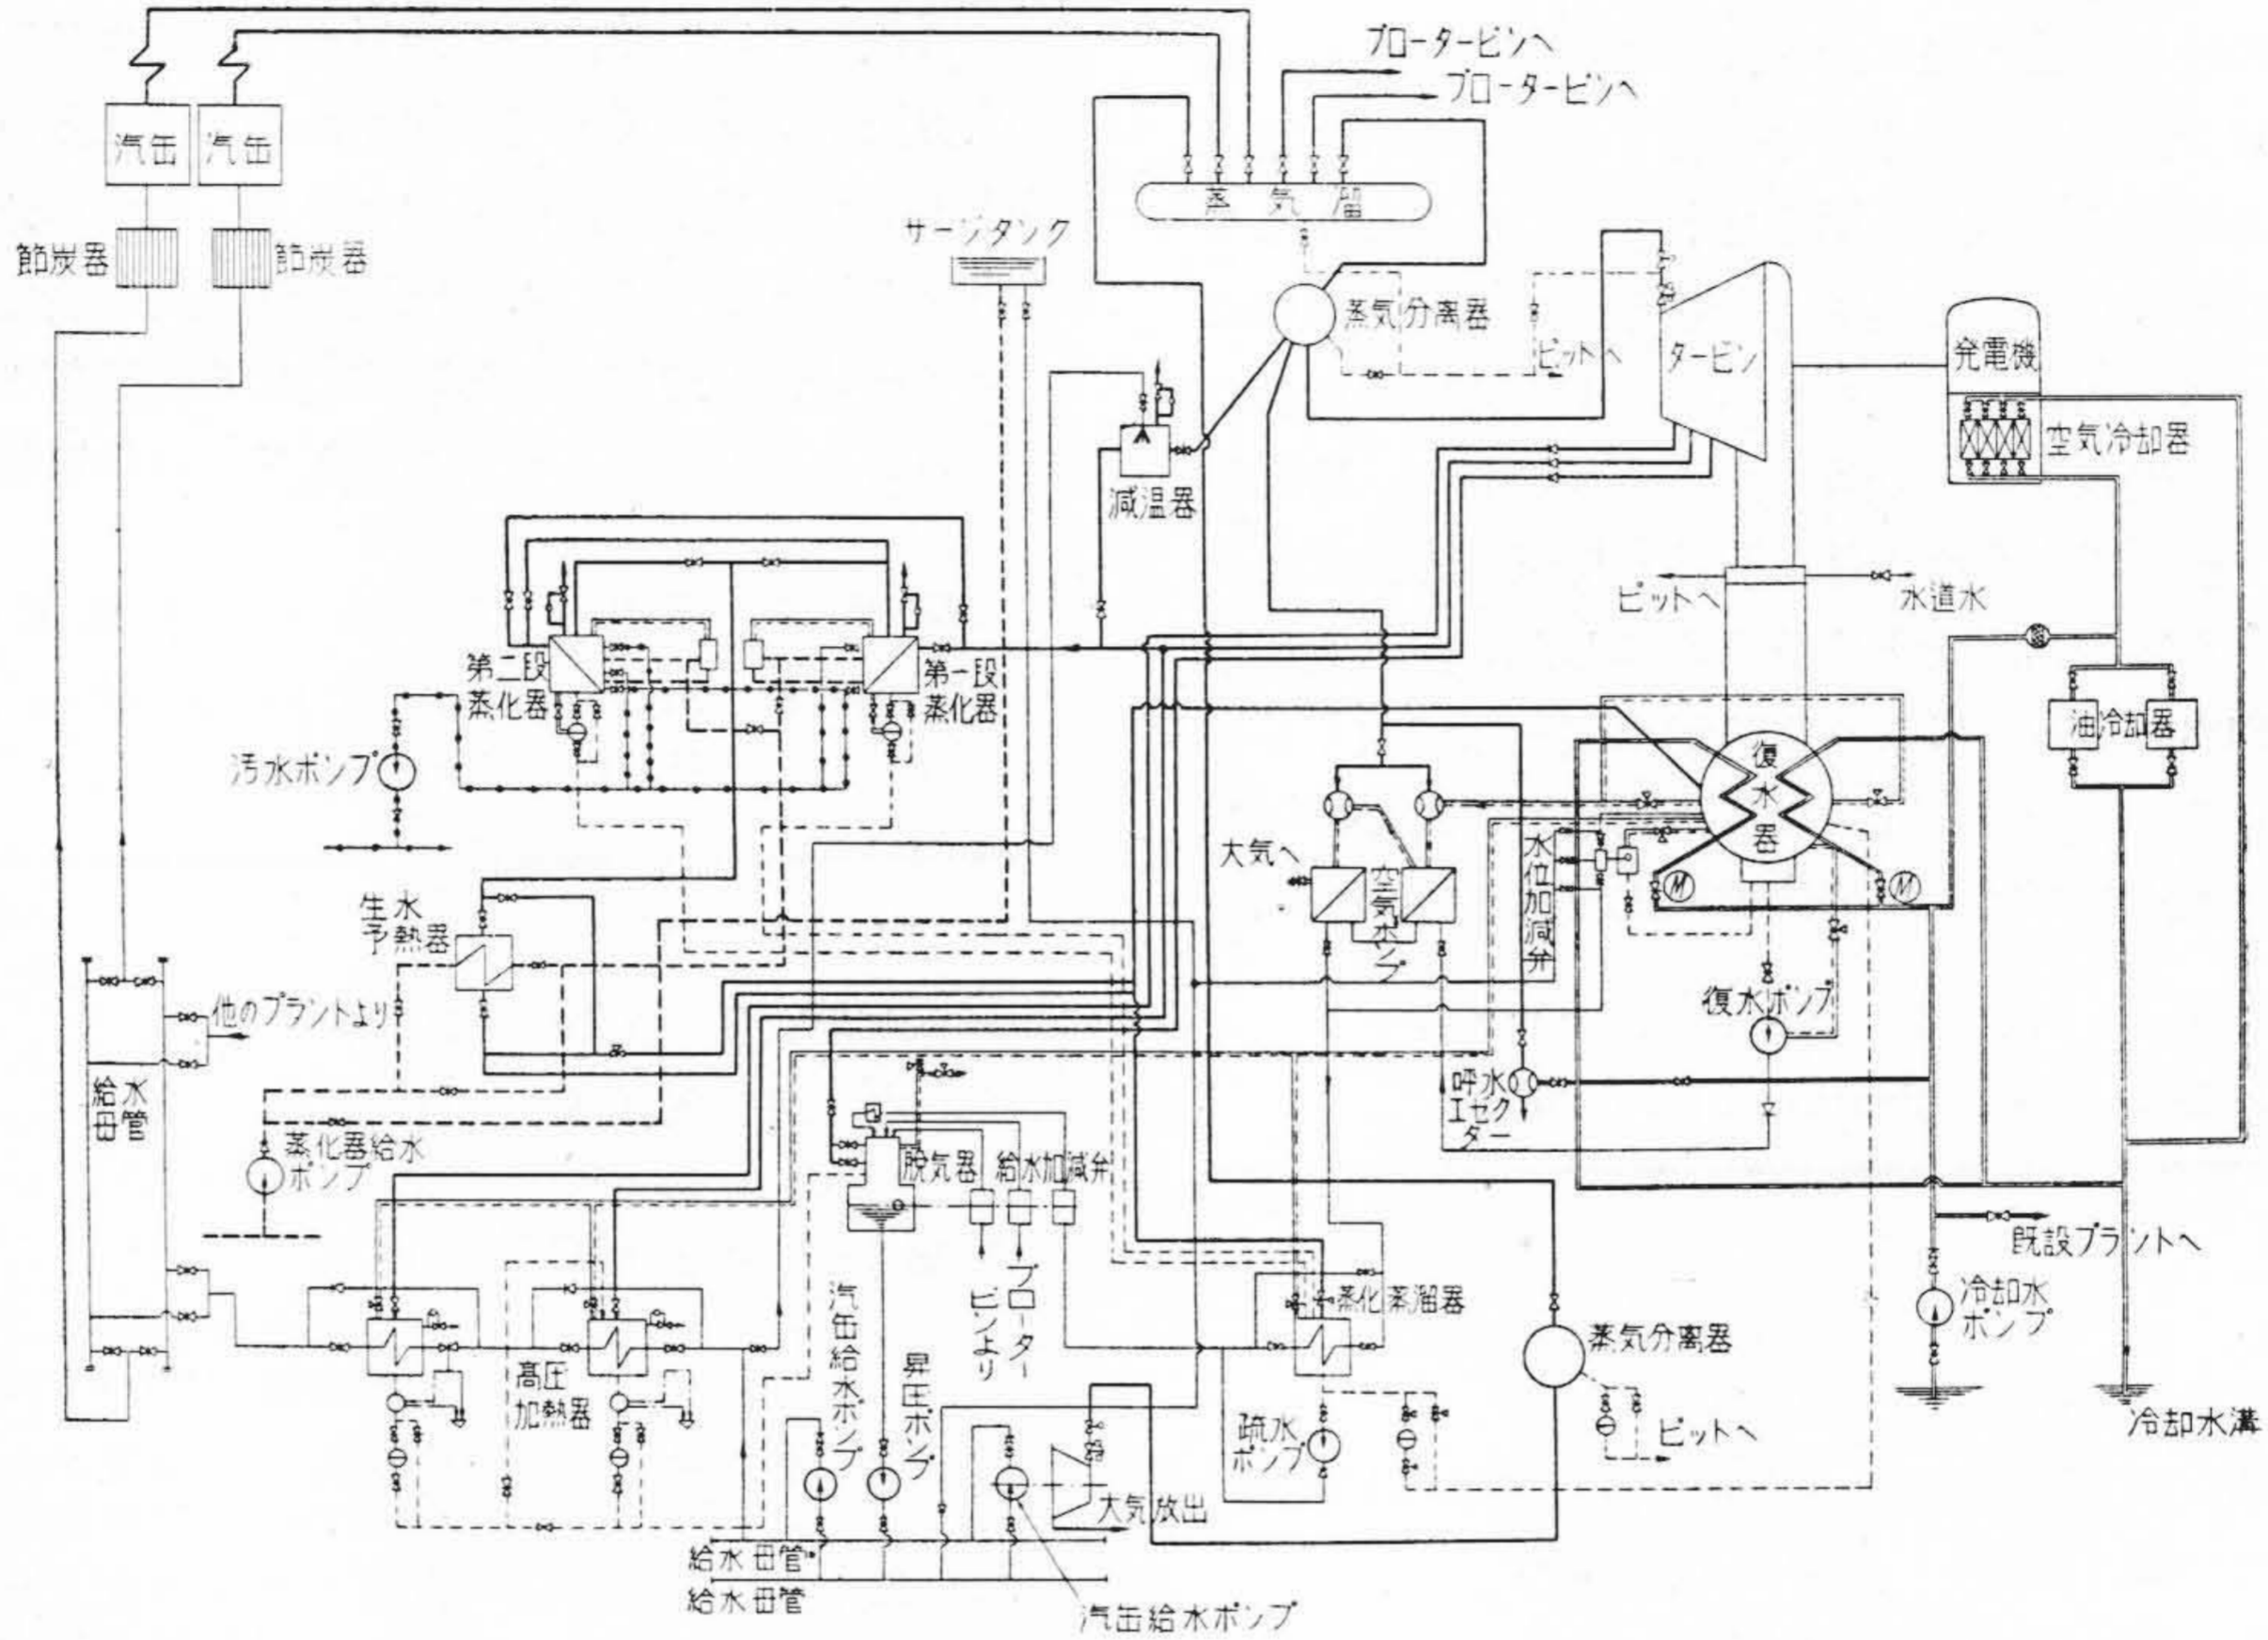 ブロータービンへ
ブロータービンへ
汽缶
汽缶
蒸気溜
節炭器
節炭器
サージタンク
蒸気分離器
ピットへ
タービン
発電機
空気冷却器
減温器
ピットへ
水道水
第二段
蒸化器
第一段
蒸化器
油冷却器
汚水ポンプ
復水器
大気へ
空気ポンプ
水位加減弁
M
M
生水
予熱器
他のプラントより
復水ポンプ
給水
母管
呼水
エゼク
ター
蒸化器給水
ポンプ
脱気器
給水加減弁
既設プラントへ
ブローター
ビンより
汽缶給水ポンプ
昇圧ポンプ
蒸化蒸溜器
冷却水
ポンプ
蒸気分離器
高圧
加熱器
疏水
ポンプ
ピットへ
冷却水溝
大気放出
給水母管
給水母管
汽缶給水ポンプ